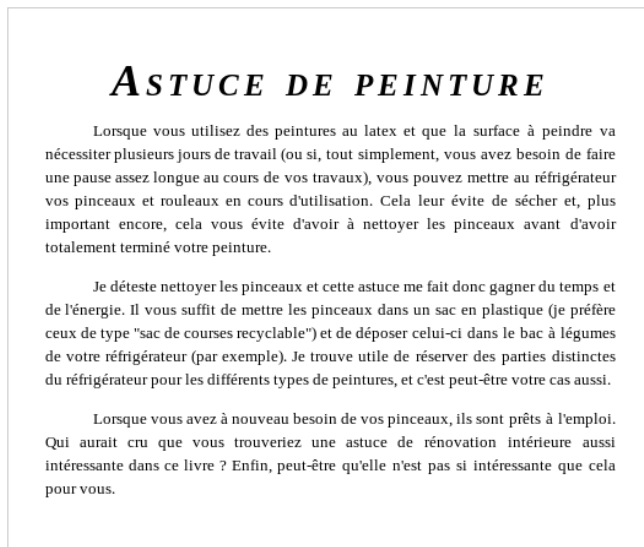 ASTUCE DE PEINTURE
Lorsque vous utilisez des peintures au latex et que la surface à peindre va
nécessiter plusieurs jours de travail (ou si, tout simplement, vous avez besoin de faire
une pause assez longue au cours de vos travaux), vous pouvez mettre au réfrigérateur
vos pinceaux et rouleaux en cours d'utilisation. Cela leur évite de sécher et, plus
important encore, cela vous évite d'avoir à nettoyer les pinceaux avant d'avoir
totalement terminé votre peinture.
Je déteste nettoyer les pinceaux et cette astuce me fait donc gagner du temps et
de l'énergie. Il vous suffit de mettre les pinceaux dans un sac en plastique (je préfère
ceux de type "sac de courses recyclable") et de déposer celui-ci dans le bac à légumes
de votre réfrigérateur (par exemple). Je trouve utile de réserver des parties distinctes
du réfrigérateur pour les différents types de peintures, et c'est peut-être votre cas aussi.
Lorsque vous avez à nouveau besoin de vos pinceaux, ils sont prêts à l'emploi.
Qui aurait cru que vous trouveriez une astuce de rénovation intérieure aussi
intéressante dans ce livre ? Enfin, peut-être qu'elle n'est pas si intéressante que cela
pour vous.